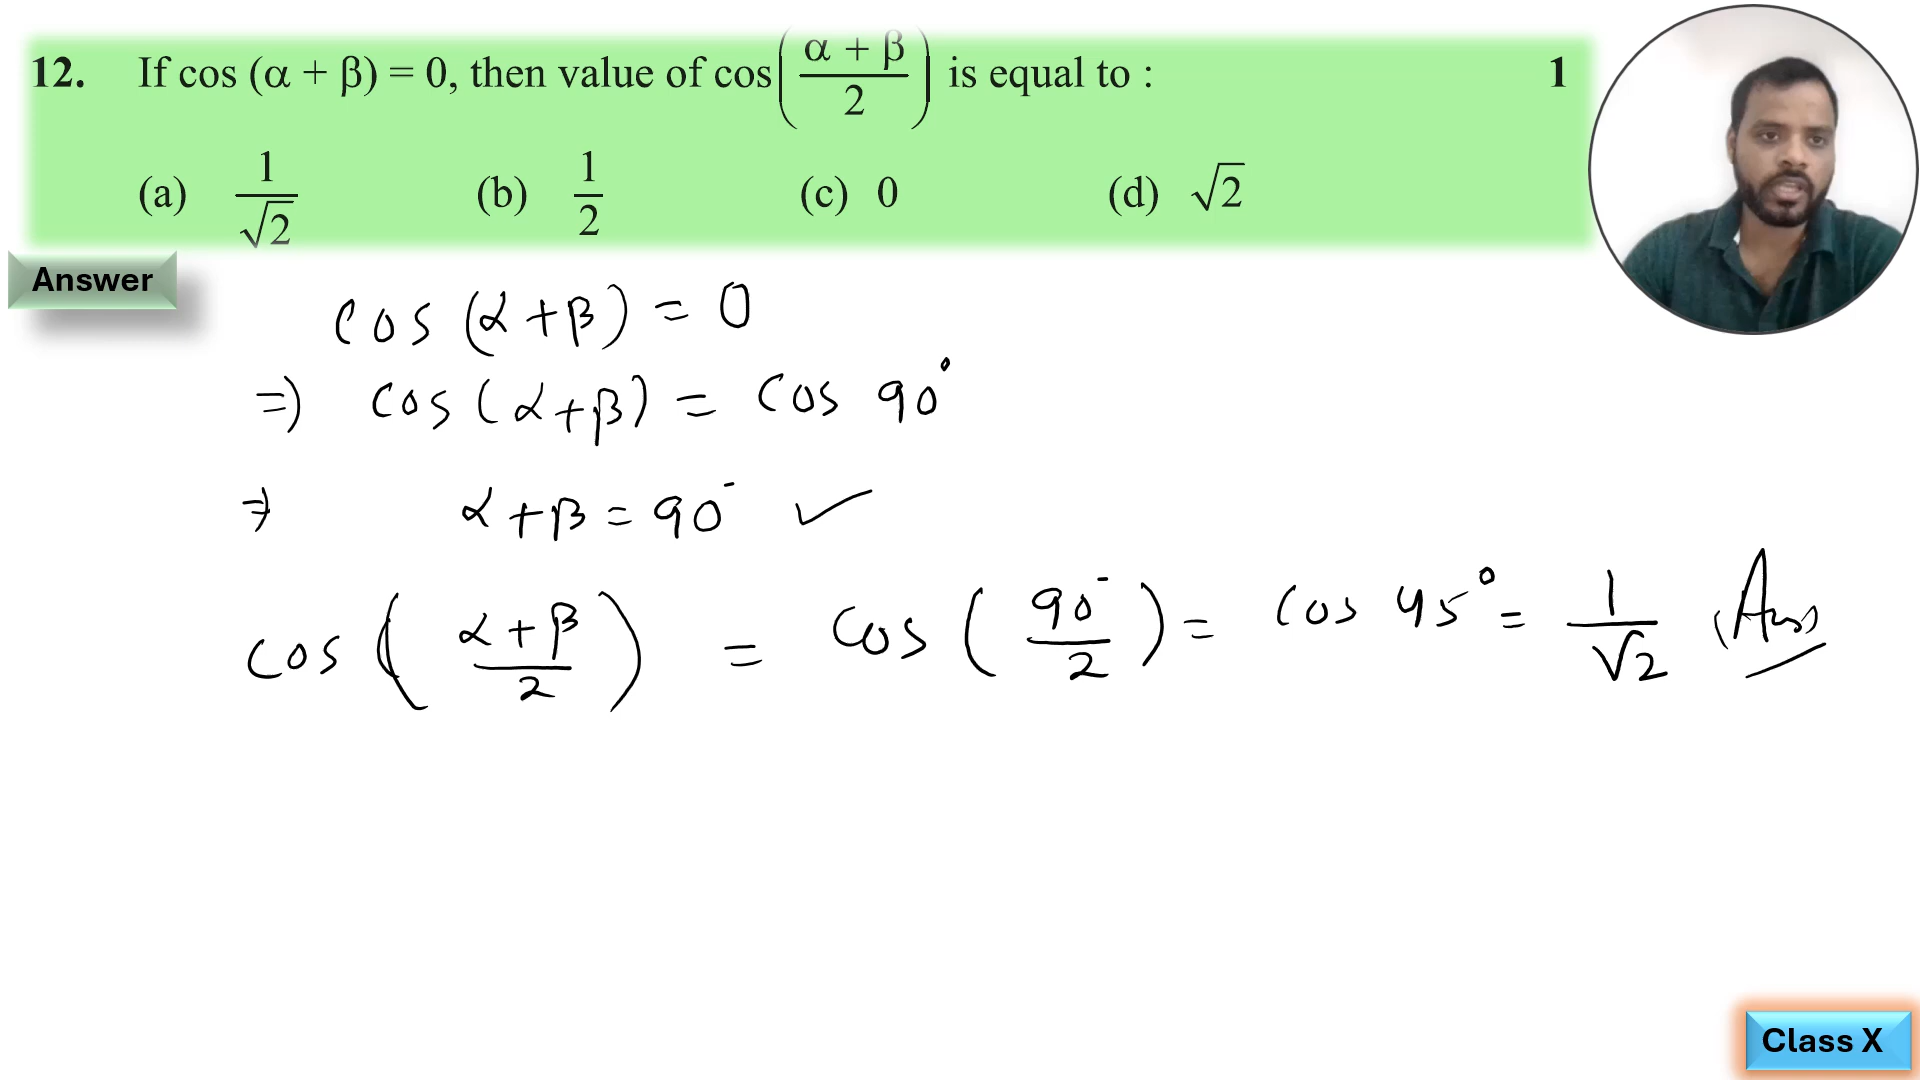 12. If cos (α + β) = 0, then value of cos((α + β)/2) is equal to : 1
(a) 1/√2 (b) 1/2 (c) 0 (d) √2
Answer
cos (α+β) = 0
⇒) cos (α+β) = cos 90°
⇒ α+β = 90° ✓
cos ((α+β)/2) = cos (90°/2) = cos 45° = 1/√2 (Ans
Class X